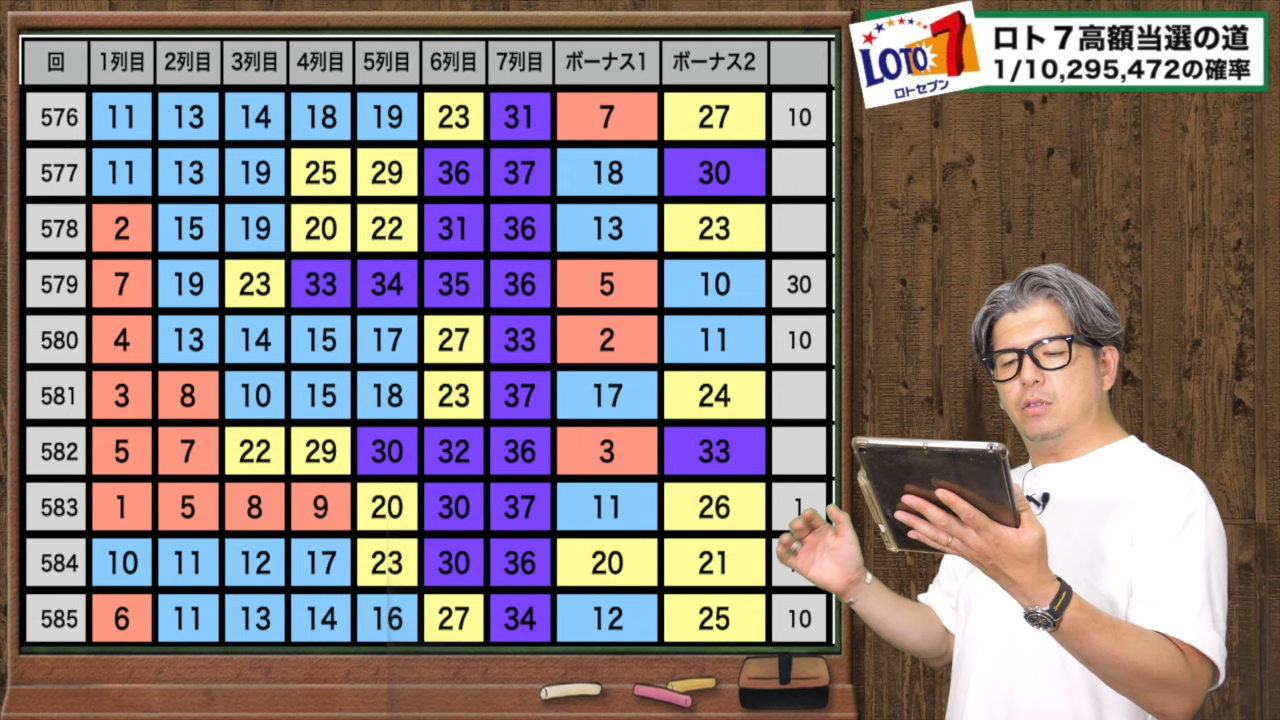 LOTO 7
ロトセブン
ロト7高額当選の道
1/10,295,472の確率
回 1列目 2列目 3列目 4列目 5列目 6列目 7列目 ボーナス1 ボーナス2
576 11 13 14 18 19 23 31 7 27 10
577 11 13 19 25 29 36 37 18 30
578 2 15 19 20 22 31 36 13 23
579 7 19 23 33 34 35 36 5 10 30
580 4 13 14 15 17 27 33 2 11 10
581 3 8 10 15 18 23 37 17 24
582 5 7 22 29 30 32 36 3 33
583 1 5 8 9 20 30 37 11 26
584 10 11 12 17 23 30 36 20 21
585 6 11 13 14 16 27 34 12 25 10